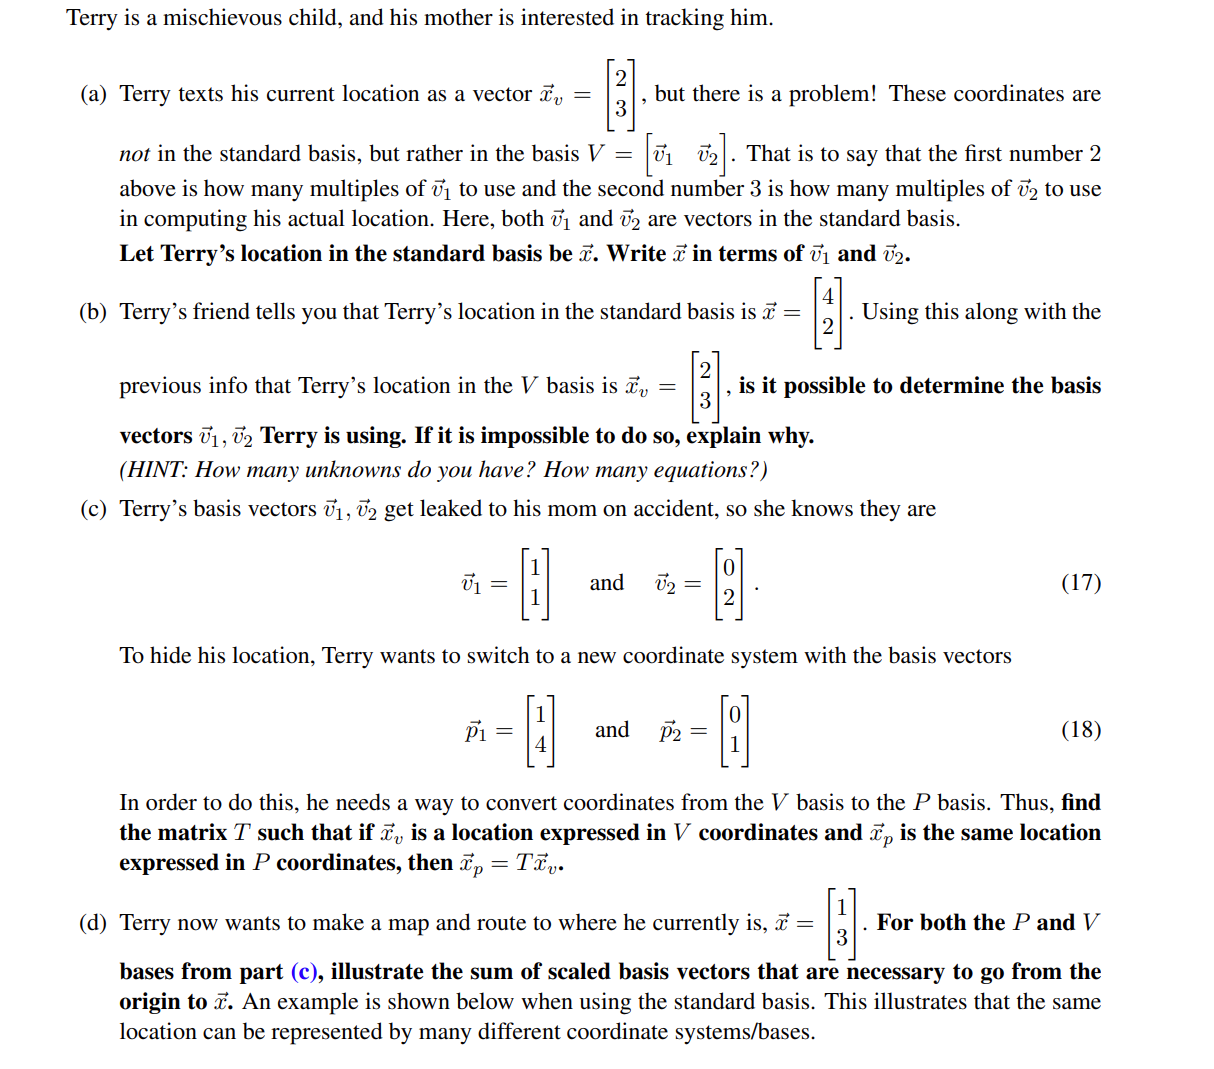 Terry is a mischievous child, and his mother is interested in tracking him.
(a) Terry texts his current location as a vector $\vec{x}_v = \begin{bmatrix} 2 \\ 3 \end{bmatrix}$, but there is a problem! These coordinates are
not in the standard basis, but rather in the basis $V = \begin{bmatrix} \vec{v}_1 & \vec{v}_2 \end{bmatrix}$. That is to say that the first number 2
above is how many multiples of $\vec{v}_1$ to use and the second number 3 is how many multiples of $\vec{v}_2$ to use
in computing his actual location. Here, both $\vec{v}_1$ and $\vec{v}_2$ are vectors in the standard basis.
Let Terry's location in the standard basis be $\vec{x}$. Write $\vec{x}$ in terms of $\vec{v}_1$ and $\vec{v}_2$.
(b) Terry's friend tells you that Terry's location in the standard basis is $\vec{x} = \begin{bmatrix} 4 \\ 2 \end{bmatrix}$. Using this along with the
previous info that Terry's location in the $V$ basis is $\vec{x}_v = \begin{bmatrix} 2 \\ 3 \end{bmatrix}$, is it possible to determine the basis
vectors $\vec{v}_1, \vec{v}_2$ Terry is using. If it is impossible to do so, explain why.
(HINT: How many unknowns do you have? How many equations?)
(c) Terry's basis vectors $\vec{v}_1, \vec{v}_2$ get leaked to his mom on accident, so she knows they are
$\vec{v}_1 = \begin{bmatrix} 1 \\ 1 \end{bmatrix}$ and $\vec{v}_2 = \begin{bmatrix} 0 \\ 2 \end{bmatrix}$. (17)
To hide his location, Terry wants to switch to a new coordinate system with the basis vectors
$\vec{p}_1 = \begin{bmatrix} 1 \\ 4 \end{bmatrix}$ and $\vec{p}_2 = \begin{bmatrix} 0 \\ 1 \end{bmatrix}$ (18)
In order to do this, he needs a way to convert coordinates from the $V$ basis to the $P$ basis. Thus, find
the matrix $T$ such that if $\vec{x}_v$ is a location expressed in $V$ coordinates and $\vec{x}_p$ is the same location
expressed in $P$ coordinates, then $\vec{x}_p = T\vec{x}_v$.
(d) Terry now wants to make a map and route to where he currently is, $\vec{x} = \begin{bmatrix} 1 \\ 3 \end{bmatrix}$. For both the $P$ and $V$
bases from part (c), illustrate the sum of scaled basis vectors that are necessary to go from the
origin to $\vec{x}$. An example is shown below when using the standard basis. This illustrates that the same
location can be represented by many different coordinate systems/bases.